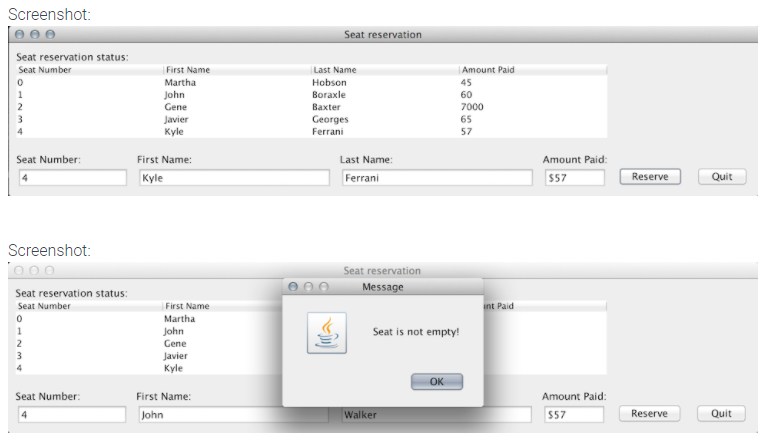 Screenshot:
Seat reservation
Seat reservation status:
Seat Number First Name Last Name Amount Paid
0 Martha Hobson 45
1 John Boraxle 60
2 Gene Baxter 7000
3 Javier Georges 65
4 Kyle Ferrani 57
Seat Number: First Name: Last Name: Amount Paid:
4 Kyle Ferrani $57 Reserve Quit
Screenshot:
Seat reservation
Message
Seat reservation status:
Seat Number First Name nt Paid
0 Martha
1 John
2 Gene
3 Javier
4 Kyle
Seat is not empty!
OK
Seat Number: First Name: Amount Paid:
4 John Walker $57 Reserve Quit